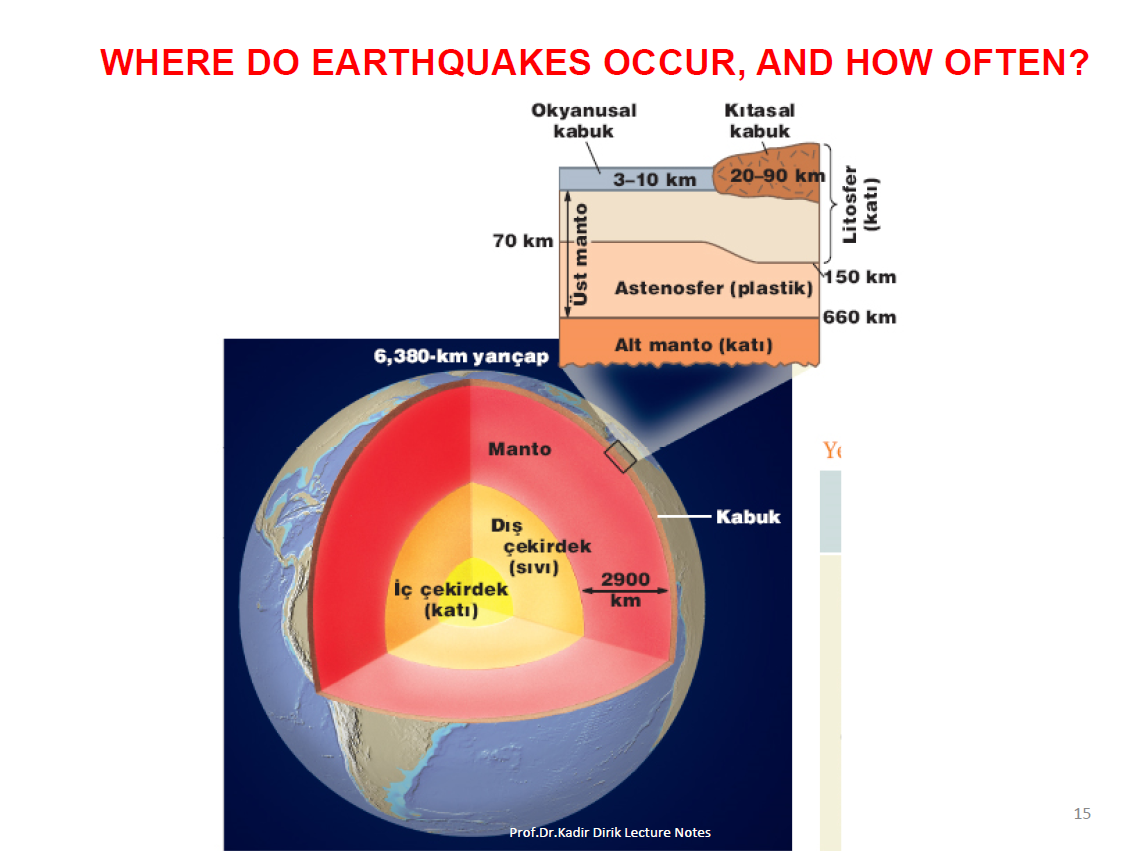 WHERE DO EARTHQUAKES OCCUR, AND HOW OFTEN?
Okyanusal
kabuk
Kıtasal
kabuk
3–10 km
20–90 km
Litosfer
(katı)
70 km
Üst manto
150 km
Astenosfer (plastik)
660 km
Alt manto (katı)
6,380-km yarıçap
Manto
Kabuk
Dış
çekirdek
(sıvı)
2900
km
İç çekirdek
(katı)
15
Prof.Dr.Kadir Dirik Lecture Notes